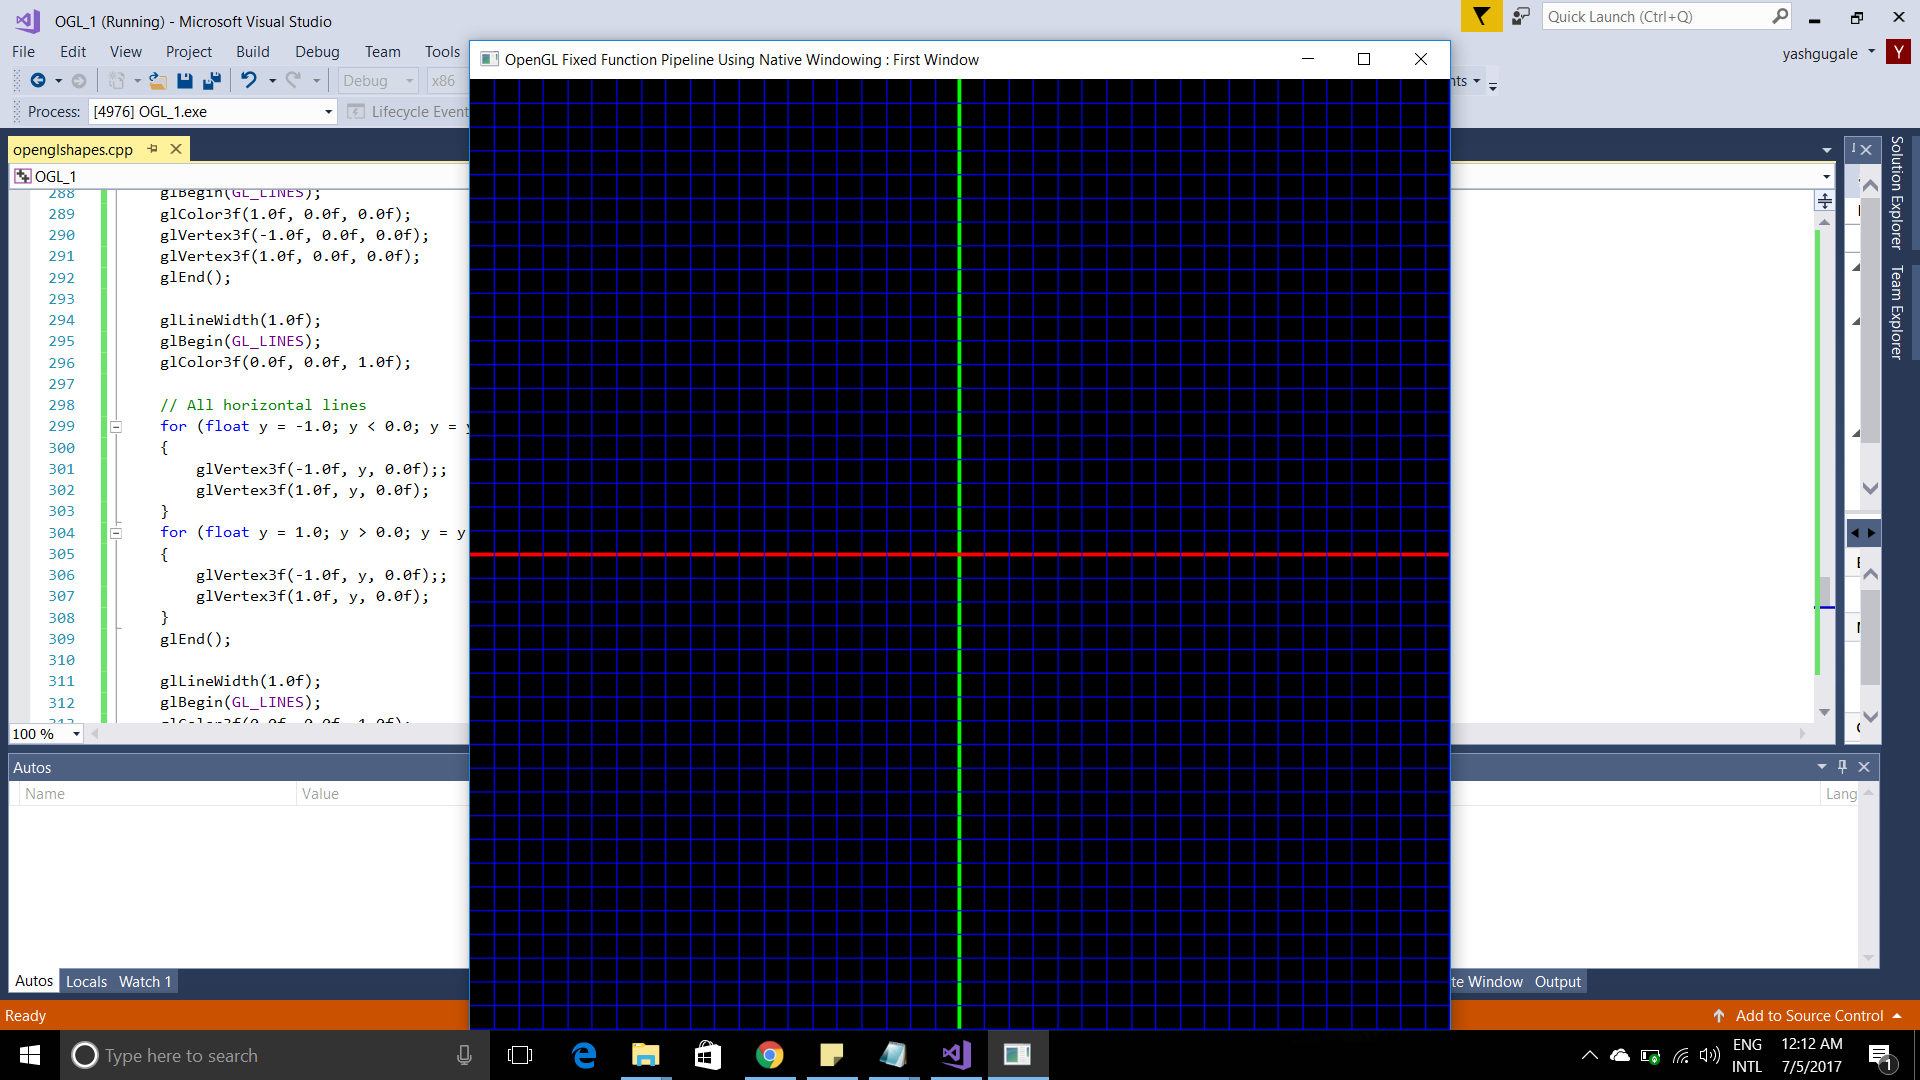 OGL_1 (Running) - Microsoft Visual Studio
Quick Launch (Ctrl+Q)
File Edit View Project Build Debug Team Tools
yashgugale Y
Debug x86
nts
Process: [4976] OGL_1.exe Lifecycle Event
OpenGL Fixed Function Pipeline Using Native Windowing : First Window
openglshapes.cpp
OGL_1
288 glBegin(GL_LINES);
289 glColor3f(1.0f, 0.0f, 0.0f);
290 glVertex3f(-1.0f, 0.0f, 0.0f);
291 glVertex3f(1.0f, 0.0f, 0.0f);
292 glEnd();
293
294 glLineWidth(1.0f);
295 glBegin(GL_LINES);
296 glColor3f(0.0f, 0.0f, 1.0f);
297
298 // All horizontal lines
299 for (float y = -1.0; y < 0.0; y = y
300 {
301 glVertex3f(-1.0f, y, 0.0f);;
302 glVertex3f(1.0f, y, 0.0f);
303 }
304 for (float y = 1.0; y > 0.0; y = y
305 {
306 glVertex3f(-1.0f, y, 0.0f);;
307 glVertex3f(1.0f, y, 0.0f);
308 }
309 glEnd();
310
311 glLineWidth(1.0f);
312 glBegin(GL_LINES);
100 %
Solution Explorer
Team Explorer
Autos
Name Value
Lang
Autos Locals Watch 1
te Window Output
Ready
Add to Source Control
Type here to search
ENG
INTL
12:12 AM
7/5/2017
1